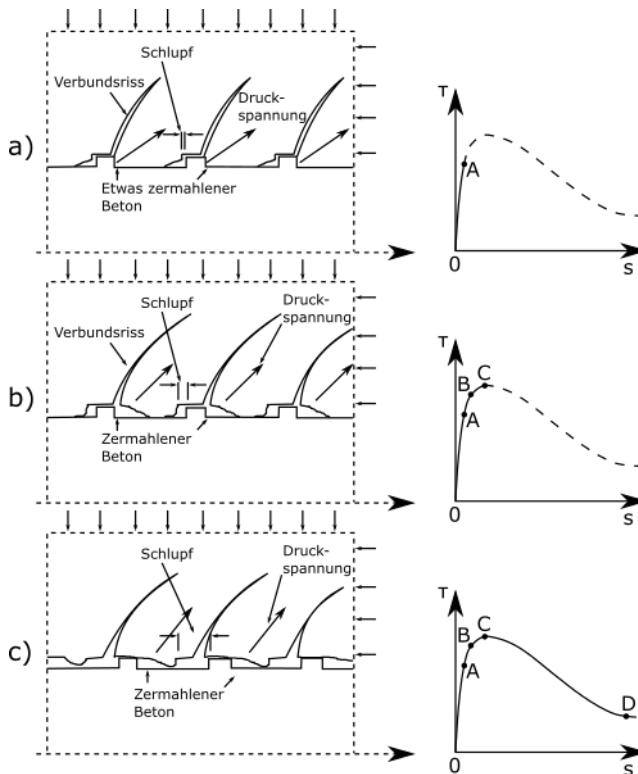 a)
Schlupf
Verbundsriss
Druck-
spannung
Etwas zermahlener
Beton
T
A
0
s
b)
Schlupf
Druck-
spannung
Verbundsriss
Zermahlener
Beton
T
C
B
A
0
s
c)
Schlupf
Druck-
spannung
Zermahlener
Beton
T
C
B
A
D
0
s